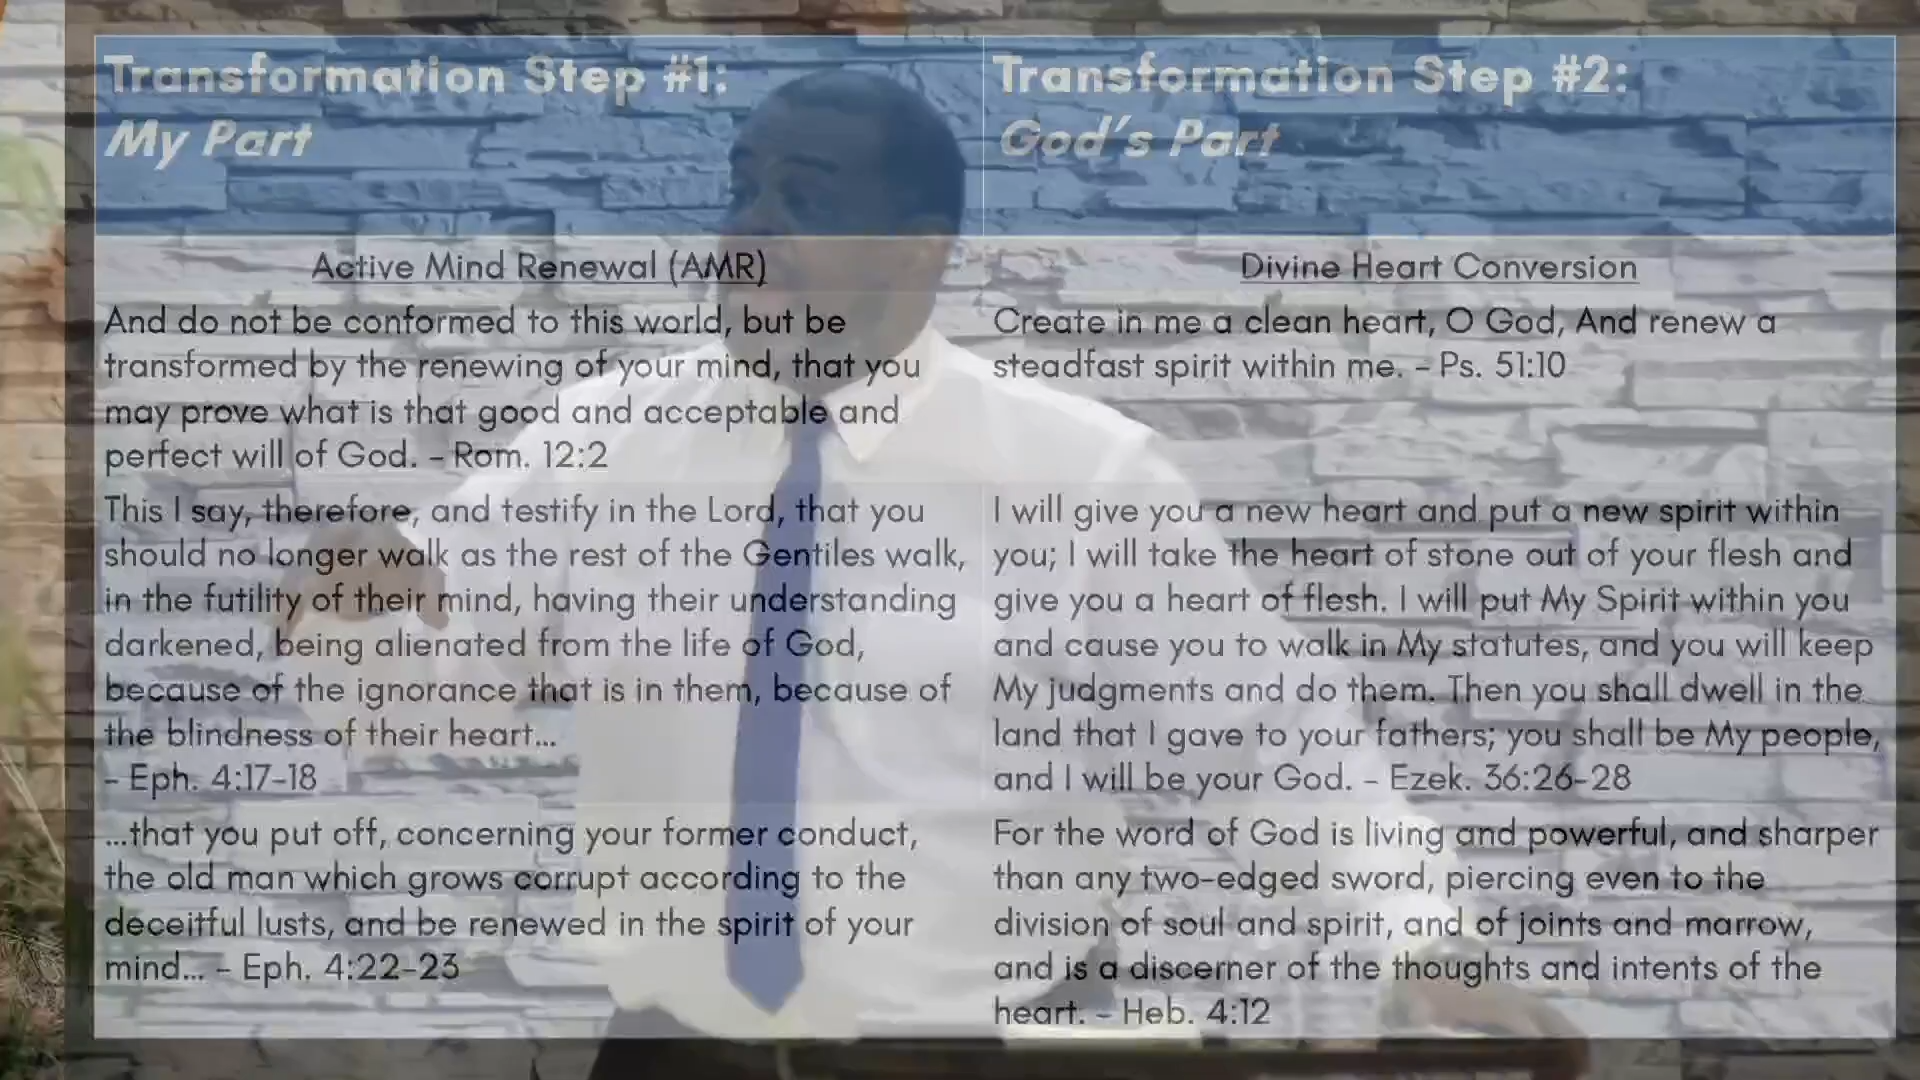 Transformation Step #1:
My Part
Active Mind Renewal (AMR)
And do not be conformed to this world, but be
transformed by the renewing of your mind, that you
may prove what is that good and acceptable and
perfect will of God. – Rom. 12:2
This I say, therefore, and testify in the Lord, that you
should no longer walk as the rest of the Gentiles walk,
in the futility of their mind, having their understanding
darkened, being alienated from the life of God,
because of the ignorance that is in them, because of
the blindness of their heart...
– Eph. 4:17-18
...that you put off, concerning your former conduct,
the old man which grows corrupt according to the
deceitful lusts, and be renewed in the spirit of your
mind... – Eph. 4:22-23
Transformation Step #2:
God's Part
Divine Heart Conversion
Create in me a clean heart, O God, And renew a
steadfast spirit within me. – Ps. 51:10
I will give you a new heart and put a new spirit within
you; I will take the heart of stone out of your flesh and
give you a heart of flesh. I will put My Spirit within you
and cause you to walk in My statutes, and you will keep
My judgments and do them. Then you shall dwell in the
land that I gave to your fathers; you shall be My people,
and I will be your God. – Ezek. 36:26-28
For the word of God is living and powerful, and sharper
than any two-edged sword, piercing even to the
division of soul and spirit, and of joints and marrow,
and is a discerner of the thoughts and intents of the
heart. – Heb. 4:12